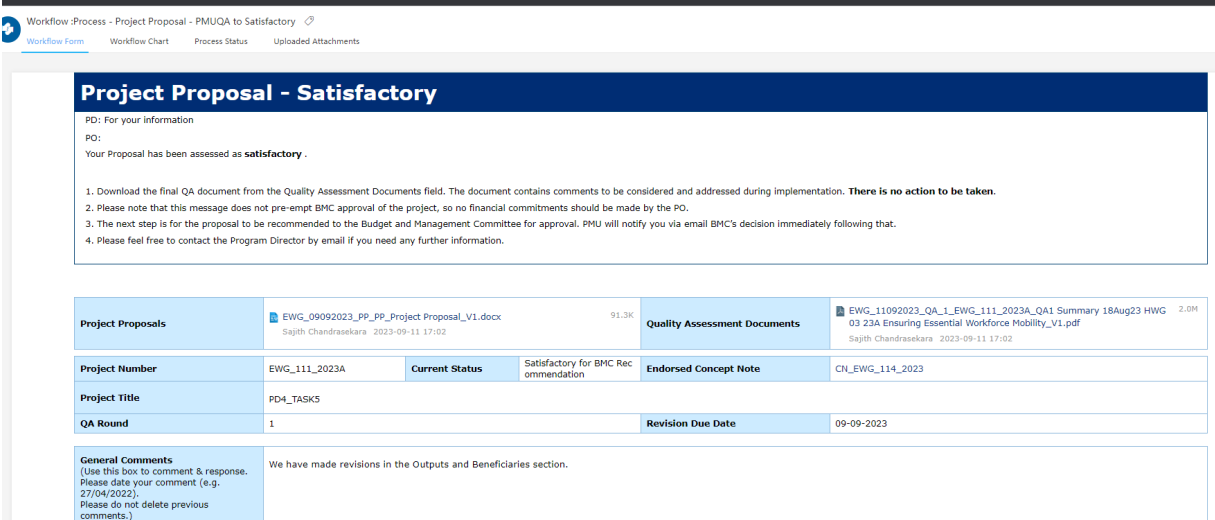 Workflow :Process - Project Proposal - PMUQA to Satisfactory
Workflow Form Workflow Chart Process Status Uploaded Attachments
Project Proposal - Satisfactory
PD: For your information
PO:
Your Proposal has been assessed as satisfactory .
1. Download the final QA document from the Quality Assessment Documents field. The document contains comments to be considered and addressed during implementation. There is no action to be taken.
2. Please note that this message does not pre-empt BMC approval of the project, so no financial commitments should be made by the PO.
3. The next step is for the proposal to be recommended to the Budget and Management Committee for approval. PMU will notify you via email BMC's decision immediately following that.
4. Please feel free to contact the Program Director by email if you need any further information.
Project Proposals
EWG_09092023_PP_PP_Project Proposal_V1.docx 91.3K
Sajith Chandrasekara 2023-09-11 17:02
Quality Assessment Documents
EWG_11092023_QA_1_EWG_111_2023A_QA1 Summary 18Aug23 HWG 2.0M
03 23A Ensuring Essential Workforce Mobility_V1.pdf
Sajith Chandrasekara 2023-09-11 17:02
Project Number EWG_111_2023A Current Status
Satisfactory for BMC Rec
ommendation
Endorsed Concept Note CN_EWG_114_2023
Project Title PD4_TASK5
QA Round 1 Revision Due Date 09-09-2023
General Comments
(Use this box to comment & response.
Please date your comment (e.g.
27/04/2022).
Please do not delete previous
comments.)
We have made revisions in the Outputs and Beneficiaries section.